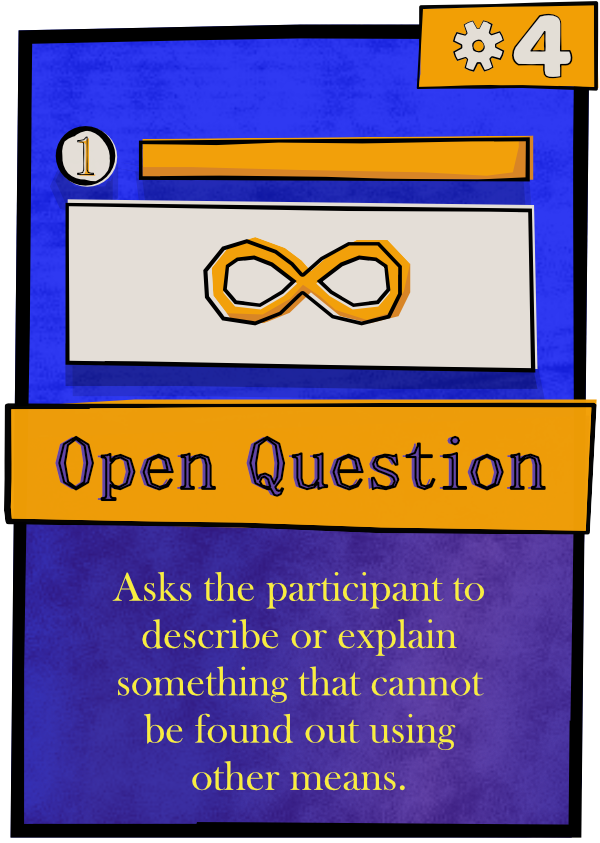 4
1
Open Question
Asks the participant to
describe or explain
something that cannot
be found out using
other means.